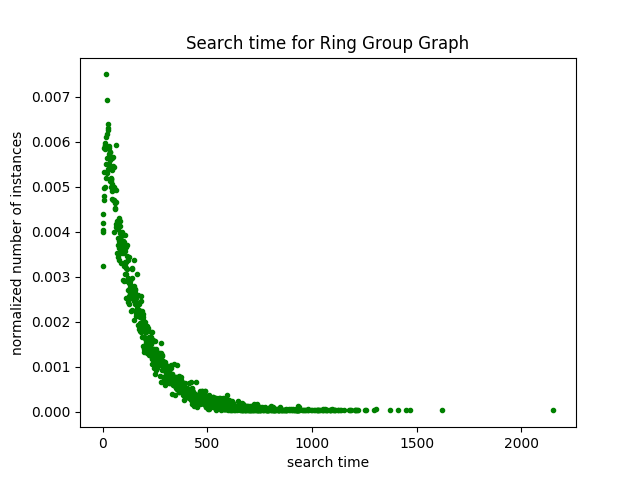 Search time for Ring Group Graph
normalized number of instances
0.007
0.006
0.005
0.004
0.003
0.002
0.001
0.000
0 500 1000 1500 2000
search time